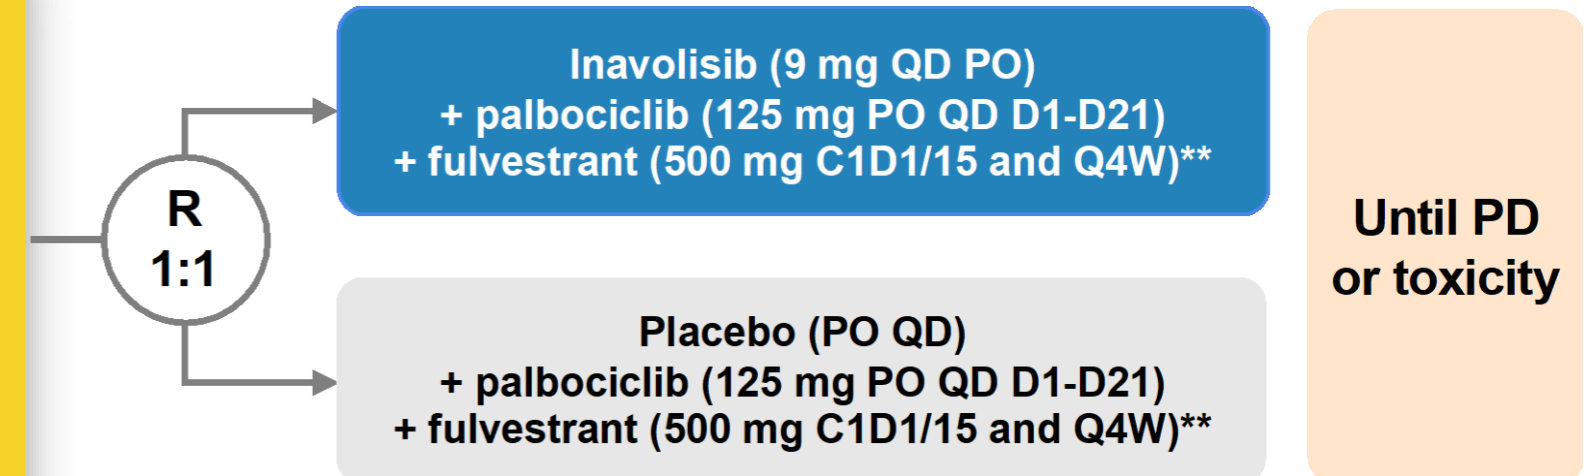 R
1:1
Inavolisib (9 mg QD PO)
+ palbociclib (125 mg PO QD D1-D21)
+ fulvestrant (500 mg C1D1/15 and Q4W)**
Placebo (PO QD)
+ palbociclib (125 mg PO QD D1-D21)
+ fulvestrant (500 mg C1D1/15 and Q4W)**
Until PD
or toxicity